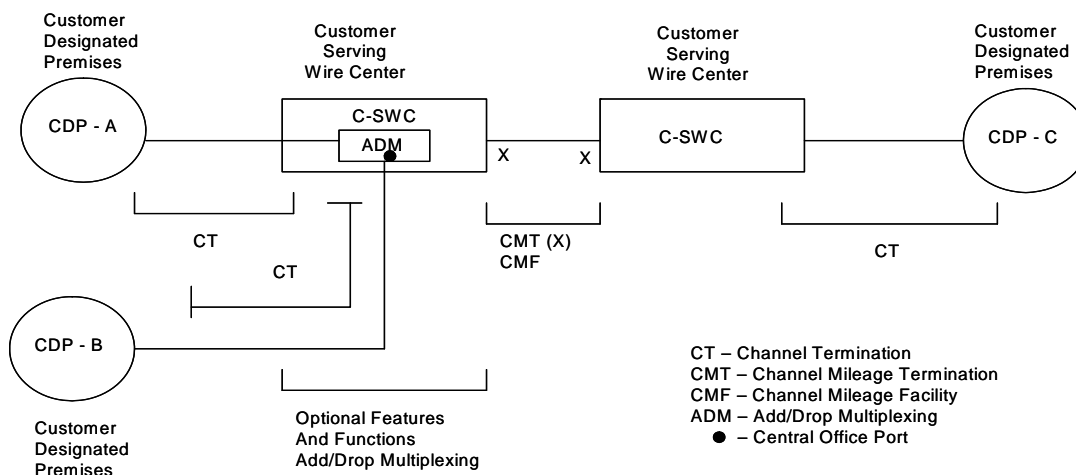 Customer
Designated
Premises
Customer
Serving
Wire Center
Customer
Serving
Wire Center
Customer
Designated
Premises
CDP - A
C-SWC
ADM
X
X
C-SWC
CDP - C
CT
CT
CMT (X)
CMF
CT
CDP - B
Customer
Designated
Premises
Optional Features
And Functions
Add/Drop Multiplexing
CT – Channel Termination
CMT – Channel Mileage Termination
CMF – Channel Mileage Facility
ADM – Add/Drop Multiplexing
● – Central Office Port